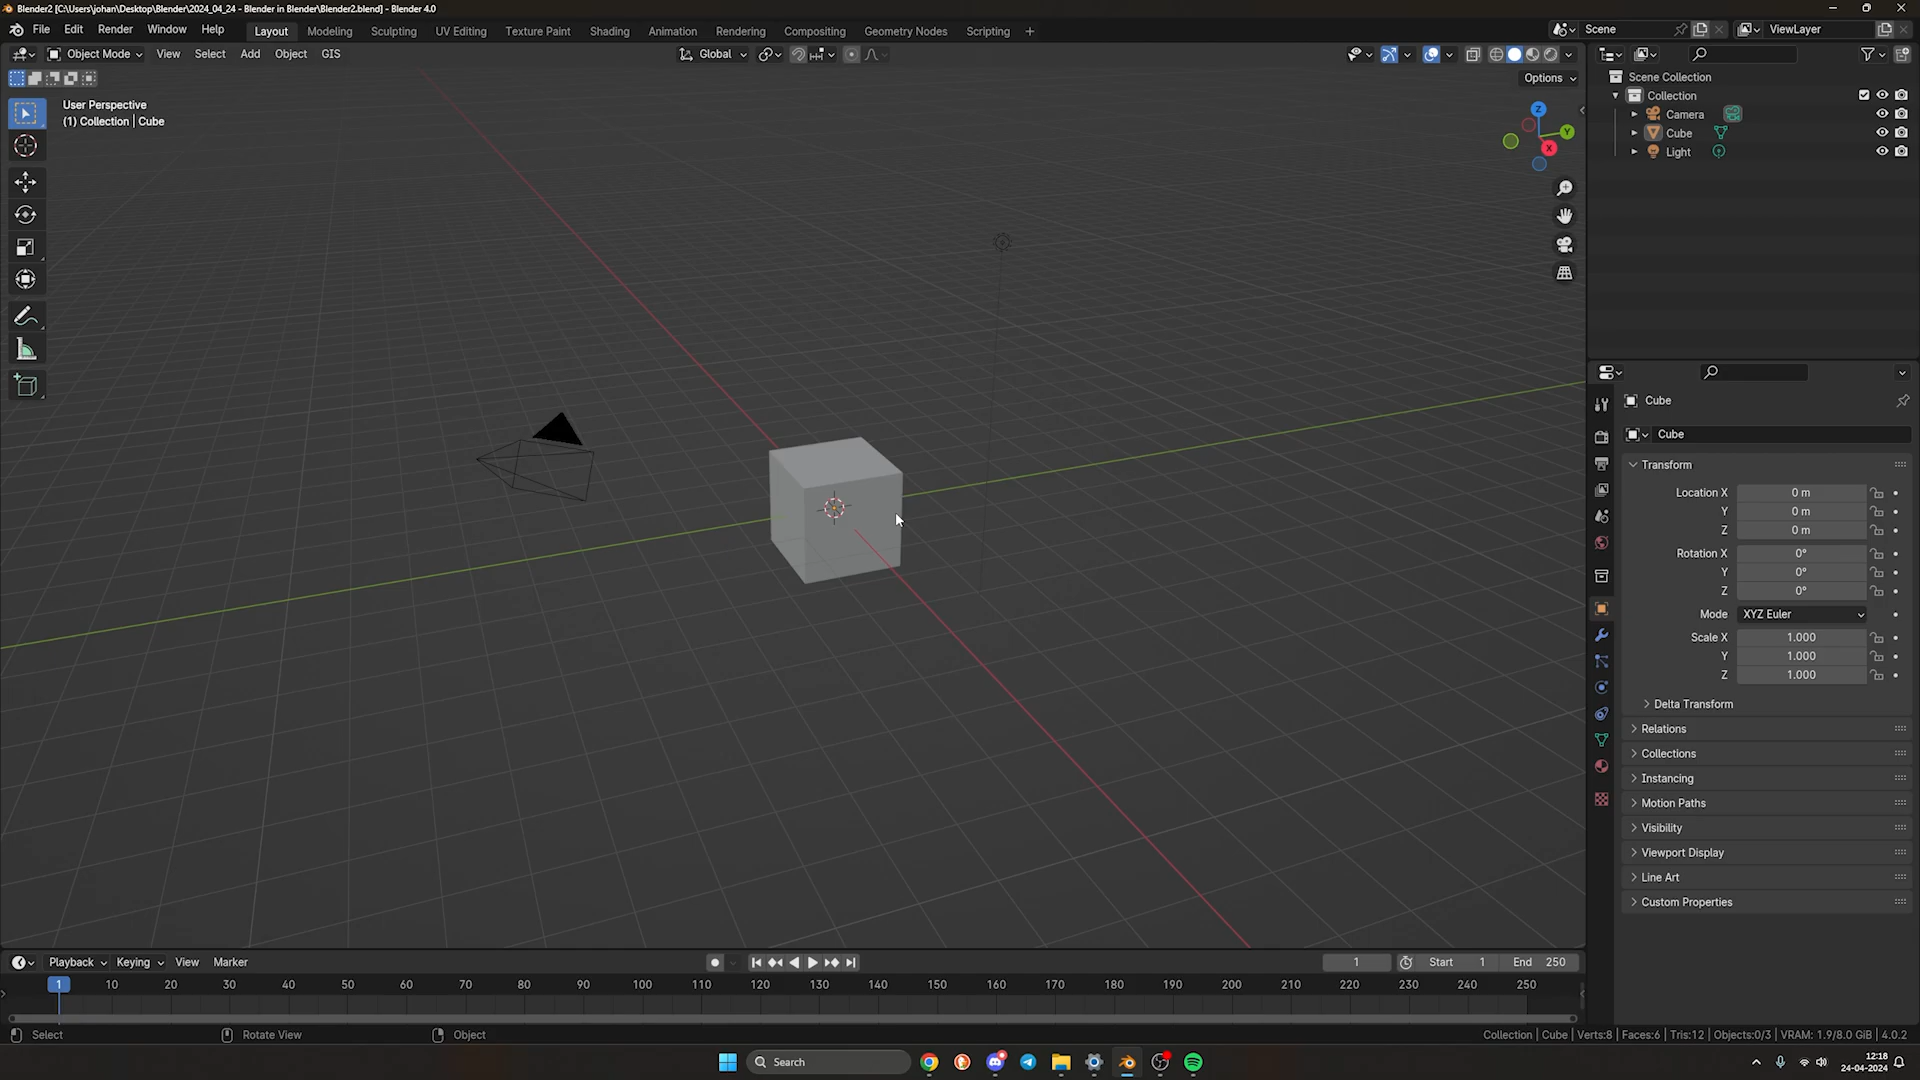 Blender2 [C:\Users\johan\Desktop\Blender\2024_04_24 - Blender in Blender\Blender2.blend] - Blender 4.0
File Edit Render Window Help Layout Modeling Sculpting UV Editing Texture Paint Shading Animation Rendering Compositing Geometry Nodes Scripting + Scene ViewLayer
Object Mode View Select Add Object GIS Global
Options
User Perspective
(1) Collection | Cube
Z
Y
X
Scene Collection
Collection
Camera
Cube
Light
Cube
Cube
Transform
Location X 0 m
Y 0 m
Z 0 m
Rotation X 0°
Y 0°
Z 0°
Mode XYZ Euler
Scale X 1.000
Y 1.000
Z 1.000
Delta Transform
Relations
Collections
Instancing
Motion Paths
Visibility
Viewport Display
Line Art
Custom Properties
Playback Keying View Marker 1 Start 1 End 250
1 10 20 30 40 50 60 70 80 90 100 110 120 130 140 150 160 170 180 190 200 210 220 230 240 250
Select Rotate View Object Collection | Cube | Verts:8 | Faces:6 | Tris:12 | Objects:0/3 | VRAM: 1.9/8.0 GiB | 4.0.2
Search
12:18
24-04-2024